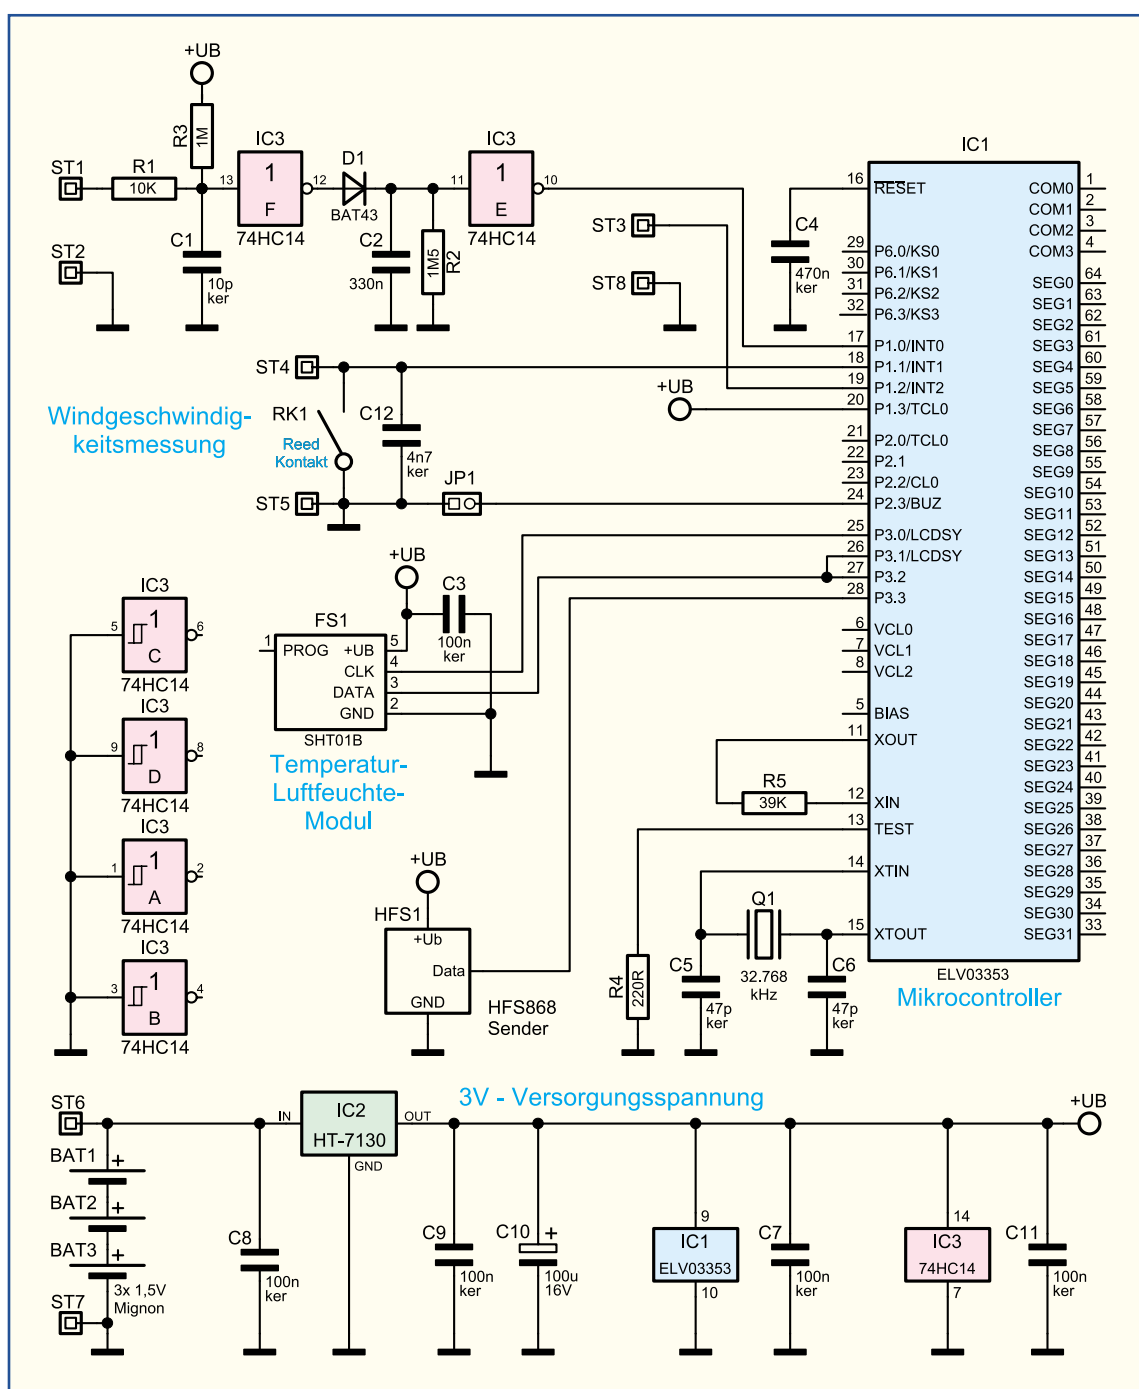 +UB
R3
1M
ST1
R1
10K
13
IC3
1
F
74HC14
12
D1
BAT43
11
IC3
1
E
74HC14
10
ST2
C1
10p
ker
C2
330n
R2
1M5
ST3
ST8
C4
470n
ker
IC1
16
RESET
29
P6.0/KS0
30
P6.1/KS1
31
P6.2/KS2
32
P6.3/KS3
17
P1.0/INT0
18
P1.1/INT1
19
P1.2/INT2
20
P1.3/TCL0
21
P2.0/TCL0
22
P2.1
23
P2.2/CL0
24
P2.3/BUZ
25
P3.0/LCDSY
26
P3.1/LCDSY
27
P3.2
28
P3.3
6
VCL0
7
VCL1
8
VCL2
5
BIAS
11
XOUT
12
XIN
13
TEST
14
XTIN
15
XTOUT
COM0
1
COM1
2
COM2
3
COM3
4
SEG0
64
SEG1
63
SEG2
62
SEG3
61
SEG4
60
SEG5
59
SEG6
58
SEG7
57
SEG8
56
SEG9
55
SEG10
54
SEG11
53
SEG12
52
SEG13
51
SEG14
50
SEG15
49
SEG16
48
SEG17
47
SEG18
46
SEG19
45
SEG20
44
SEG21
43
SEG22
42
SEG23
41
SEG24
40
SEG25
39
SEG26
38
SEG27
37
SEG28
36
SEG29
35
SEG30
34
SEG31
33
ELV03353
Mikrocontroller
ST4
+UB
Windgeschwindig-
keitsmessung
RK1
Reed
Kontakt
C12
4n7
ker
ST5
JP1
+UB
C3
100n
ker
FS1
1
PROG
+UB
5
CLK
4
DATA
3
GND
2
SHT01B
Temperatur-
Luftfeuchte-
Modul
IC3
5
1
C
6
74HC14
IC3
9
1
D
8
74HC14
IC3
1
1
A
2
74HC14
IC3
3
1
B
4
74HC14
+UB
HFS1
+Ub
Data
GND
HFS868
Sender
R5
39K
R4
220R
Q1
32.768
kHz
C5
47p
ker
C6
47p
ker
3V - Versorgungsspannung
ST6
BAT1
+
BAT2
+
BAT3
+
3x 1,5V
Mignon
ST7
C8
100n
ker
IN
IC2
HT-7130
OUT
GND
C9
100n
ker
C10
+
100u
16V
9
IC1
ELV03353
10
C7
100n
ker
14
IC3
74HC14
7
C11
100n
ker
+UB